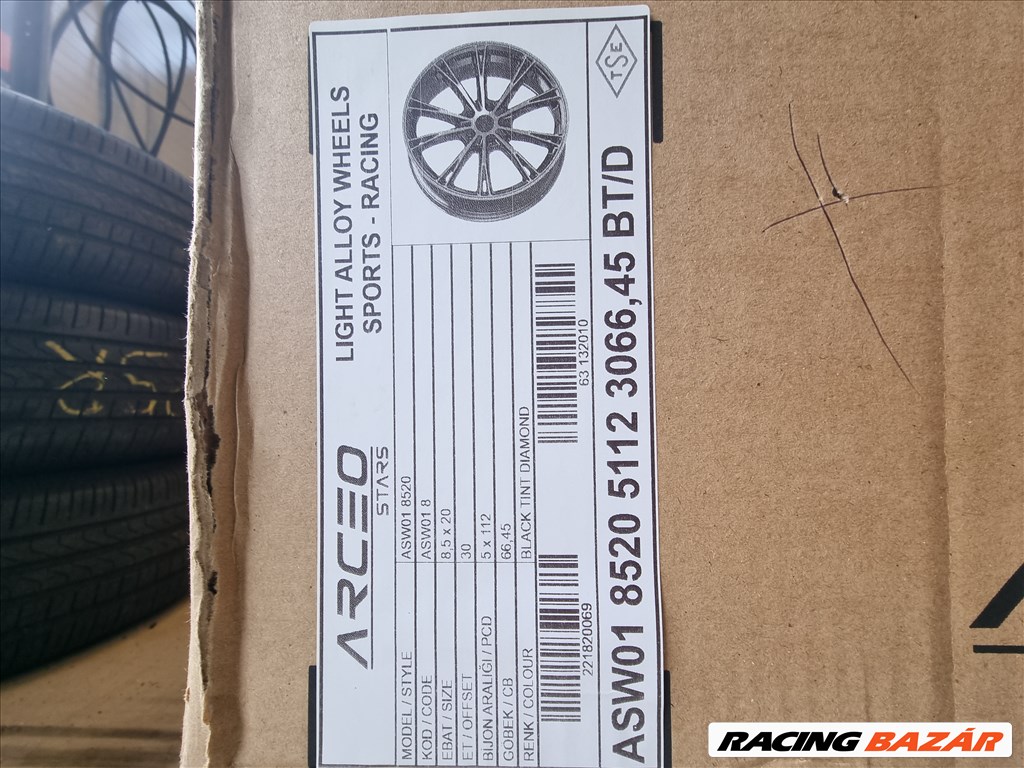 ARCEO
STARS
LIGHT ALLOY WHEELS
SPORTS - RACING
TSE
MODEL / STYLE ASW01 8520
KOD / CODE ASW01 8
EBAT / SIZE 8,5 x 20
ET / OFFSET 30
BIJON ARALIĞI / PCD 5 x 112
GÖBEK / CB 66,45
RENK / COLOUR BLACK TINT DIAMOND
221820069
63 132010
ASW01 8520 5112 3066,45 BT/D
RACING BAZÁR